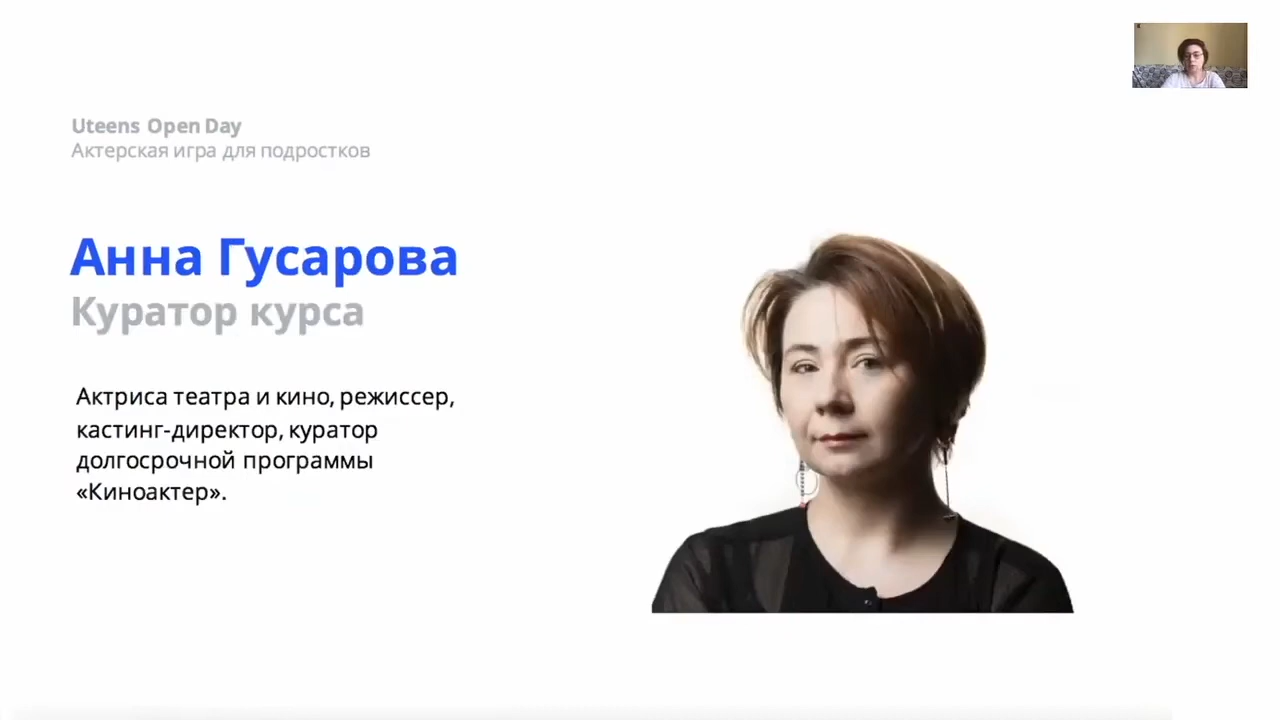 Uteens Open Day
Актерская игра для подростков
Анна Гусарова
Куратор курса
Актриса театра и кино, режиссер,
кастинг-директор, куратор
долгосрочной программы
«Киноактер».